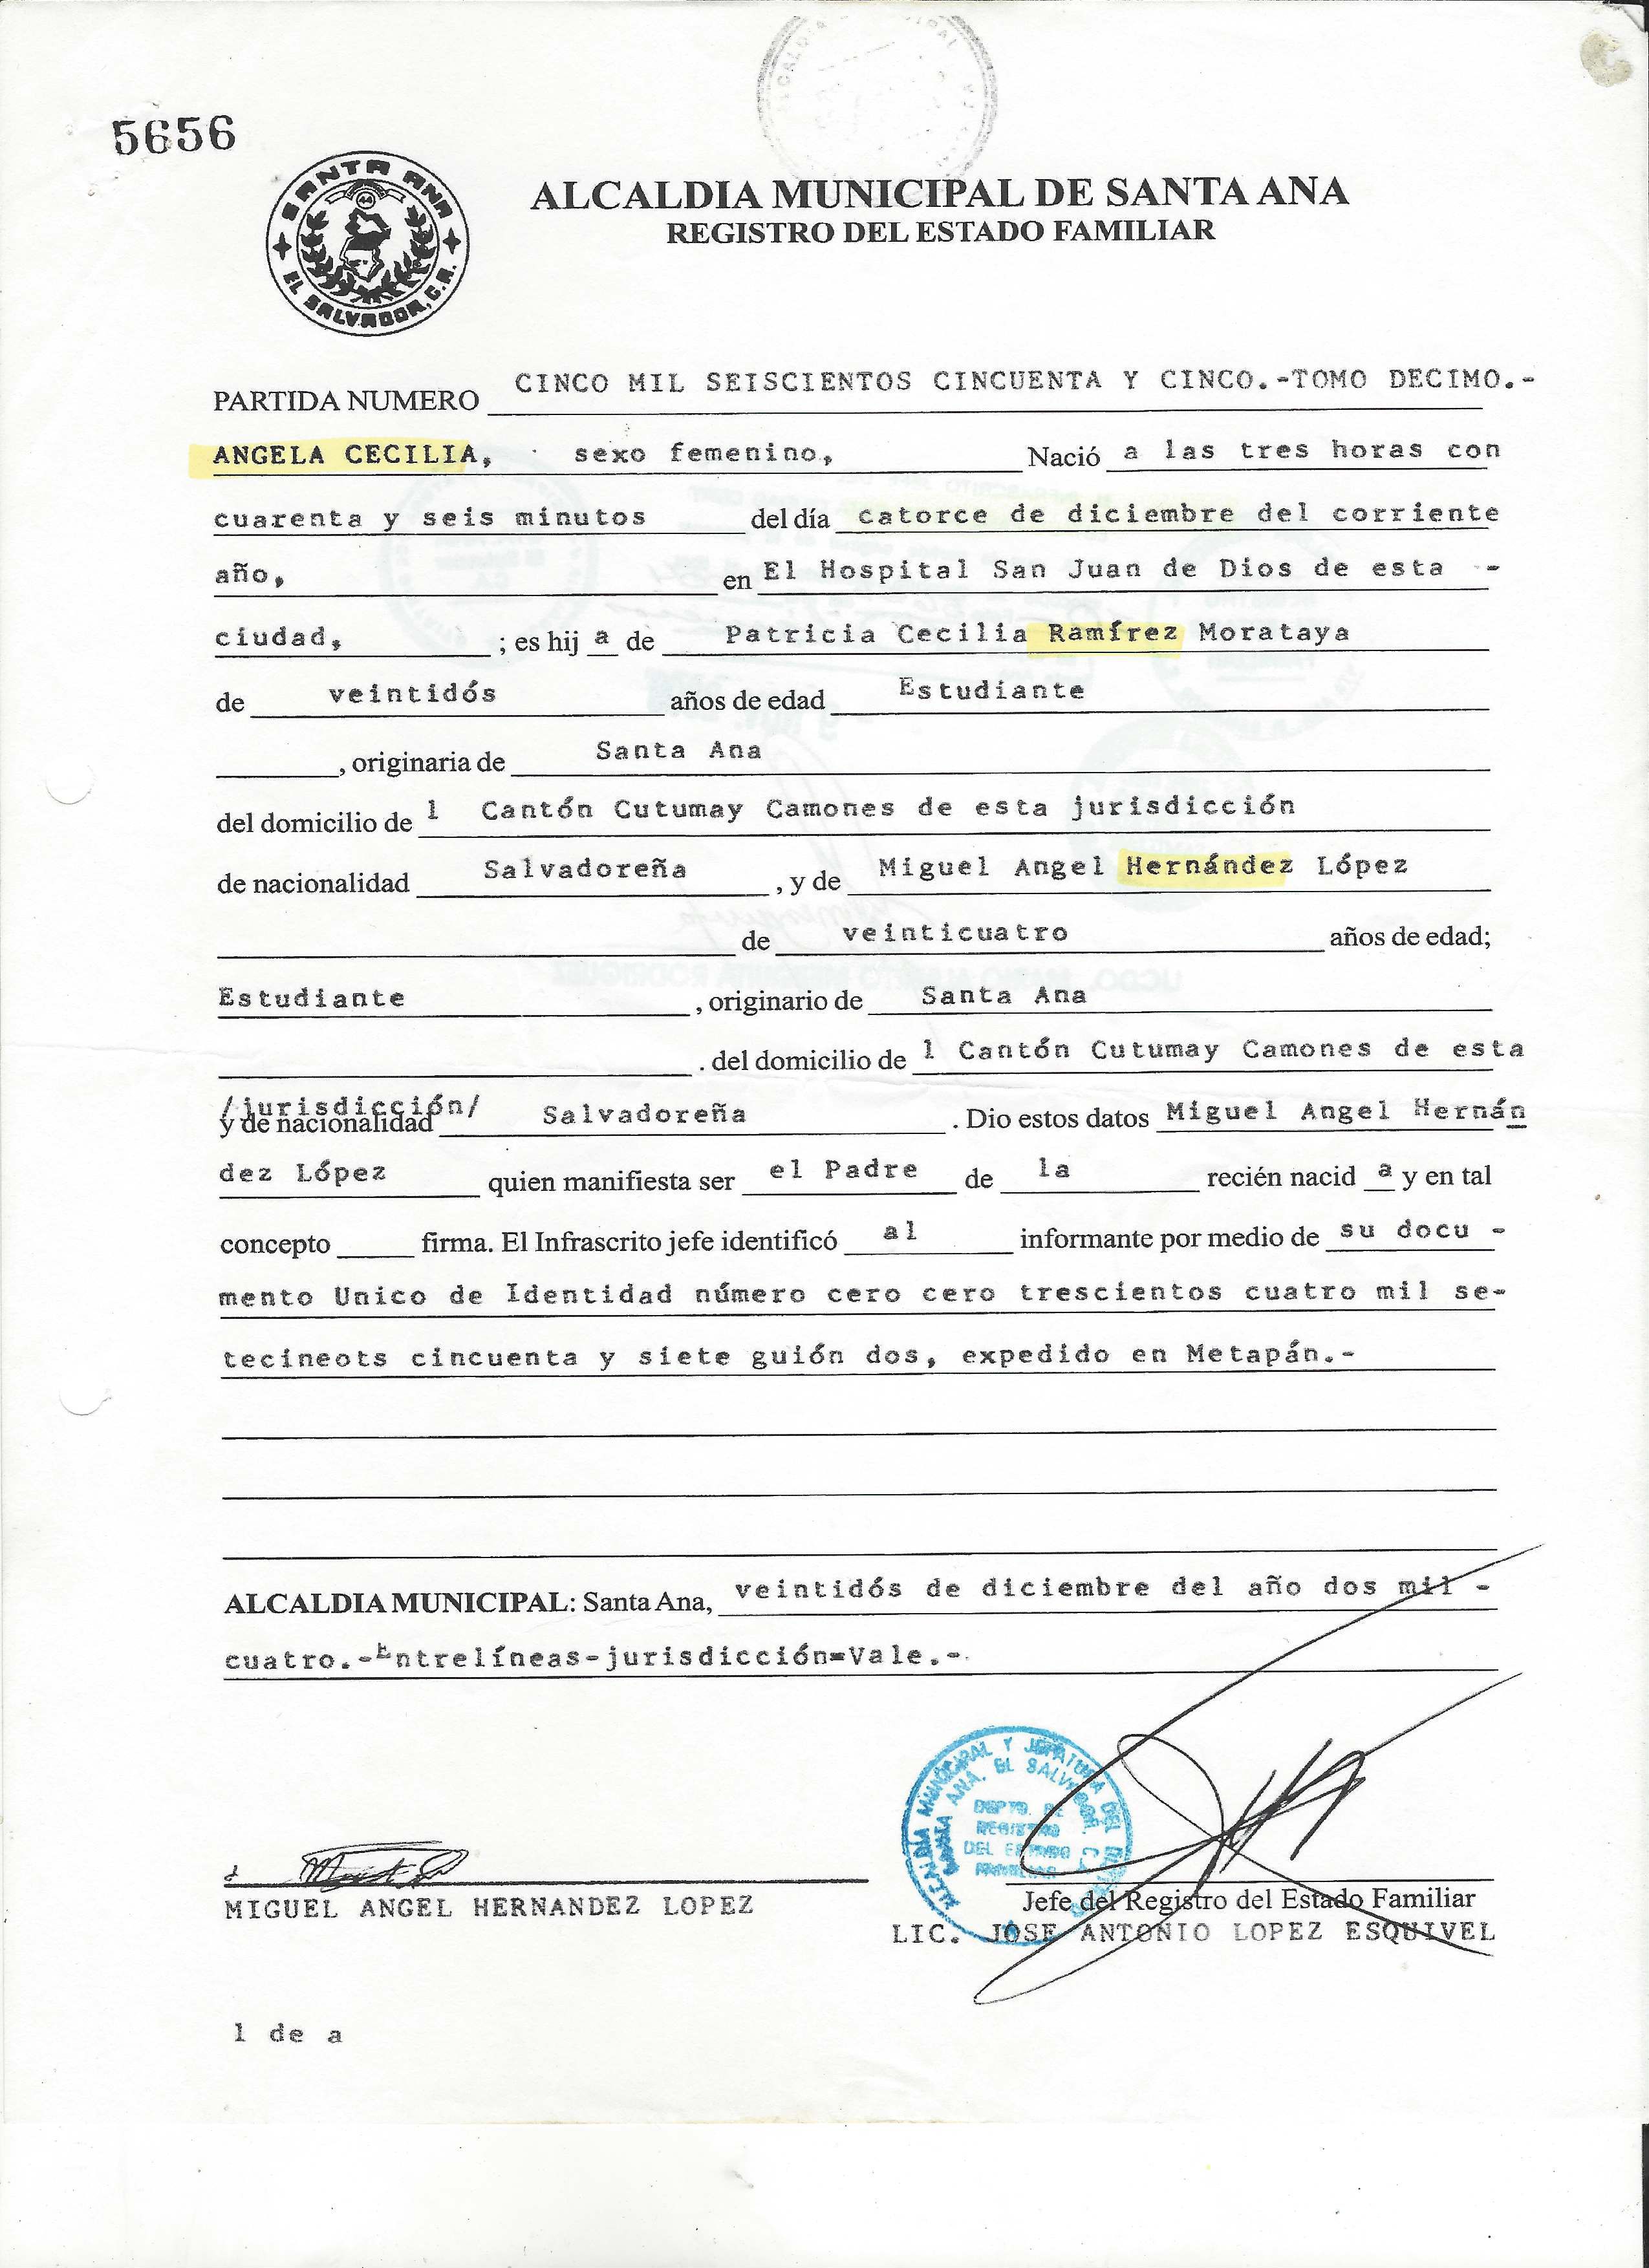 5656
SANTA ANA
EL SALVADOR, C.A.
ALCALDIA MUNICIPAL DE SANTA ANA
REGISTRO DEL ESTADO FAMILIAR
PARTIDA NUMERO CINCO MIL SEISCIENTOS CINCUENTA Y CINCO.-TOMO DECIMO.-
ANGELA CECILIA, sexo femenino, Nació a las tres horas con
cuarenta y seis minutos del día catorce de diciembre del corriente
año, en El Hospital San Juan de Dios de esta -
ciudad, ; es hij a de Patricia Cecilia Ramírez Morataya
de veintidós años de edad Estudiante
, originaria de Santa Ana
del domicilio de l Cantón Cutumay Camones de esta jurisdicción
de nacionalidad Salvadoreña , y de Miguel Angel Hernández López
de veinticuatro años de edad;
Estudiante , originario de Santa Ana
. del domicilio de l Cantón Cutumay Camones de esta
/jurisdicción/
y de nacionalidad Salvadoreña . Dio estos datos Miguel Angel Hernán
dez López quien manifiesta ser el Padre de la recién nacid a y en tal
concepto firma. El Infrascrito jefe identificó al informante por medio de su docu -
mento Unico de Identidad número cero cero trescientos cuatro mil se-
tecineots cincuenta y siete guión dos, expedido en Metapán.-
ALCALDIA MUNICIPAL: Santa Ana, veintidós de diciembre del año dos mil -
cuatro.-Entrelíneas-jurisdicción=Vale.-
ALCALDIA MUNICIPAL Y JEFATURA DEL
SANTA ANA, EL SALVADOR
DEPTO. DE
REGISTRO
DEL ESTADO
FAMILIAR
MIGUEL ANGEL HERNANDEZ LOPEZ
Jefe del Registro del Estado Familiar
LIC. JOSE ANTONIO LOPEZ ESQUIVEL
l de a